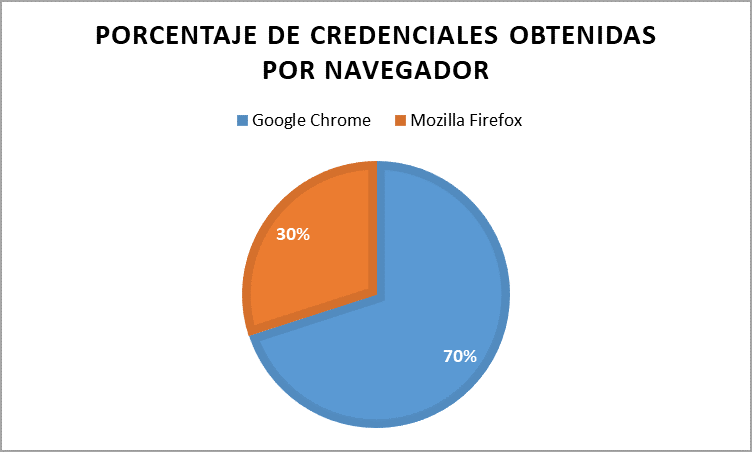 PORCENTAJE DE CREDENCIALES OBTENIDAS
POR NAVEGADOR
Google Chrome Mozilla Firefox
30%
70%